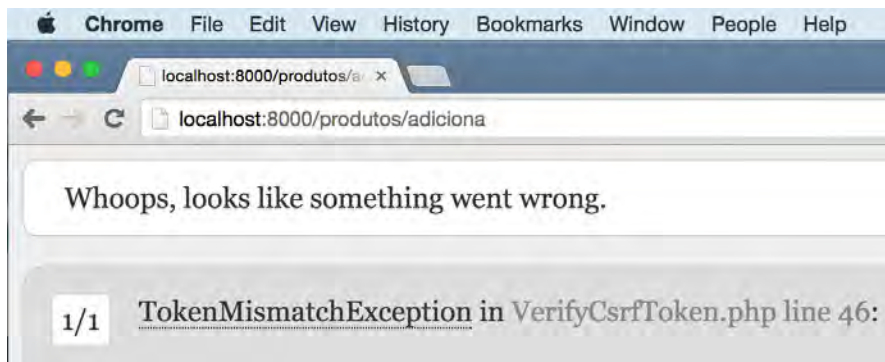 Chrome File Edit View History Bookmarks Window People Help
localhost:8000/produtos/a ×
localhost:8000/produtos/adiciona
Whoops, looks like something went wrong.
1/1 TokenMismatchException in VerifyCsrfToken.php line 46: